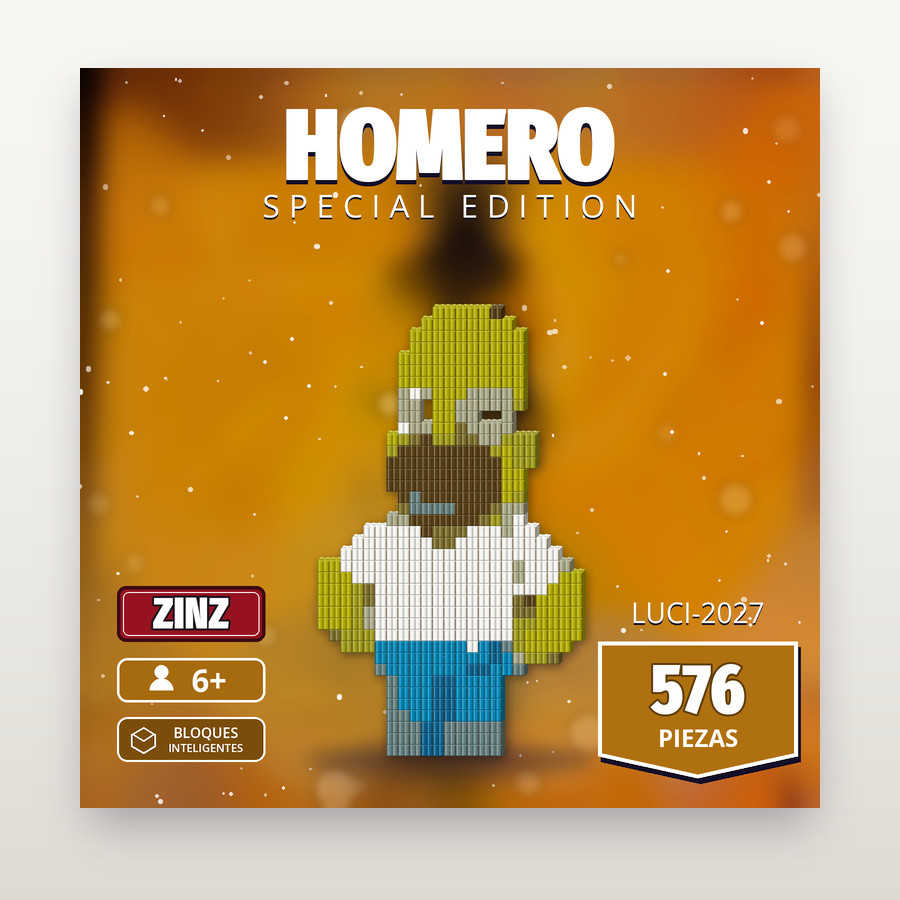 HOMERO
SPECIAL EDITION
ZINZ
6+
BLOQUES
INTELIGENTES
LUCI-2027
576
PIEZAS